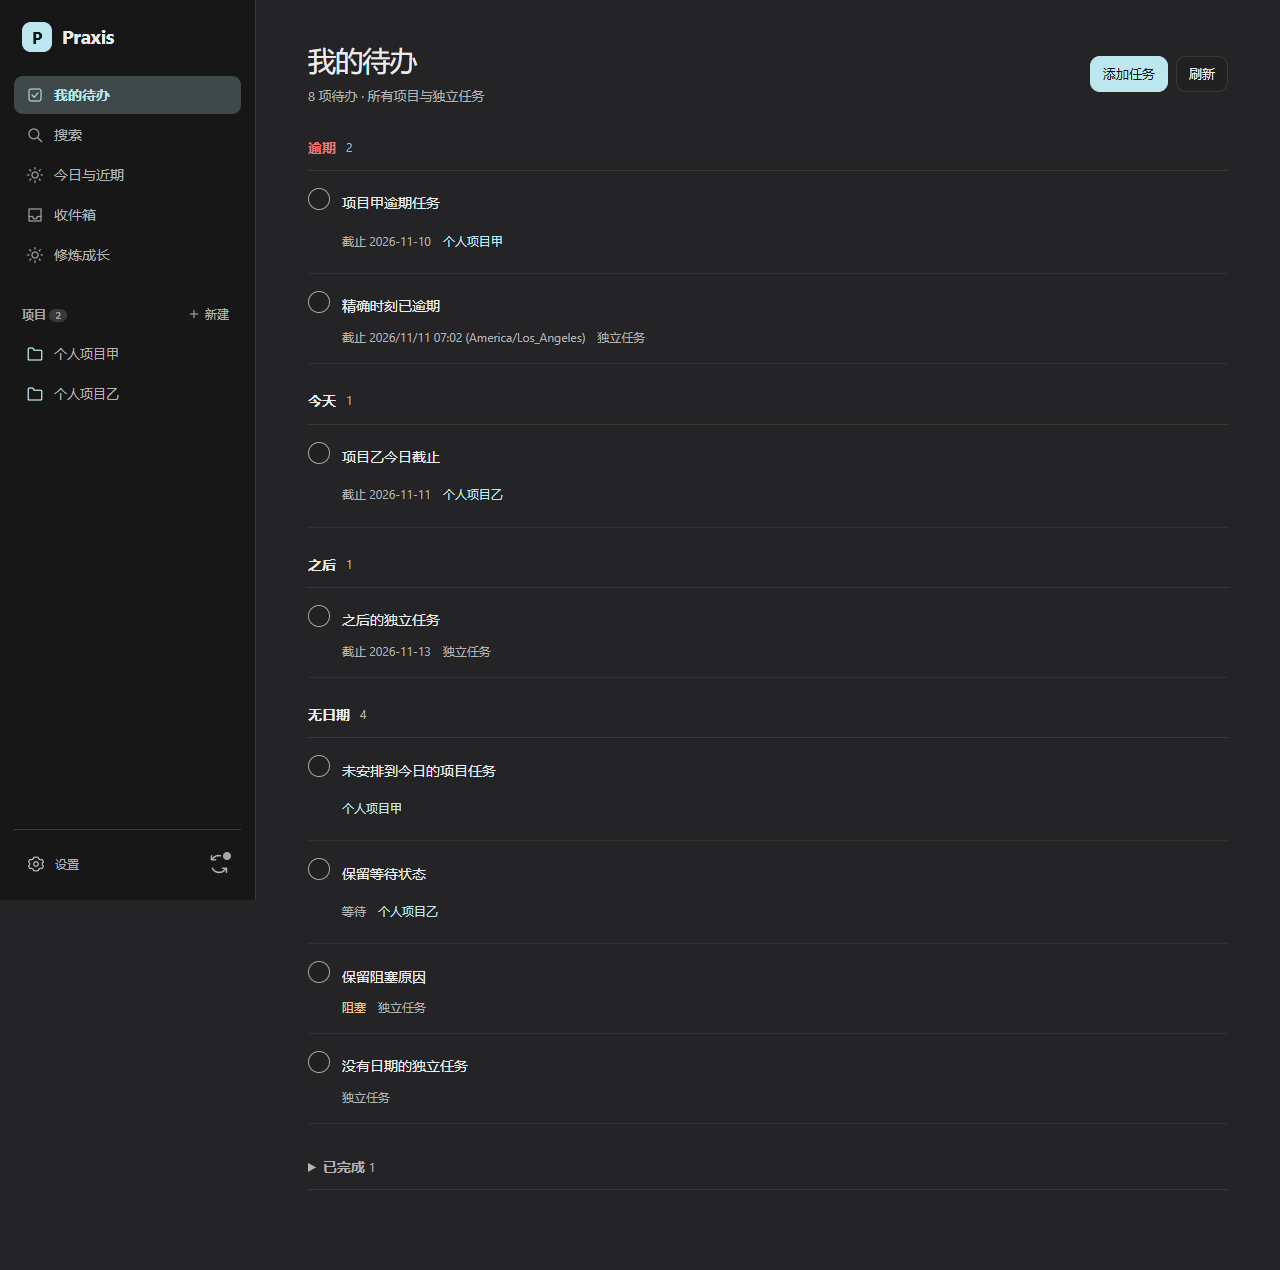 P Praxis
我的待办
搜索
今日与近期
收件箱
修炼成长
项目 2 + 新建
个人项目甲
个人项目乙
设置
我的待办
8 项待办 · 所有项目与独立任务
添加任务 刷新
逾期 2
项目甲逾期任务
截止 2026-11-10 个人项目甲
精确时刻已逾期
截止 2026/11/11 07:02 (America/Los_Angeles) 独立任务
今天 1
项目乙今日截止
截止 2026-11-11 个人项目乙
之后 1
之后的独立任务
截止 2026-11-13 独立任务
无日期 4
未安排到今日的项目任务
个人项目甲
保留等待状态
等待 个人项目乙
保留阻塞原因
阻塞 独立任务
没有日期的独立任务
独立任务
已完成 1